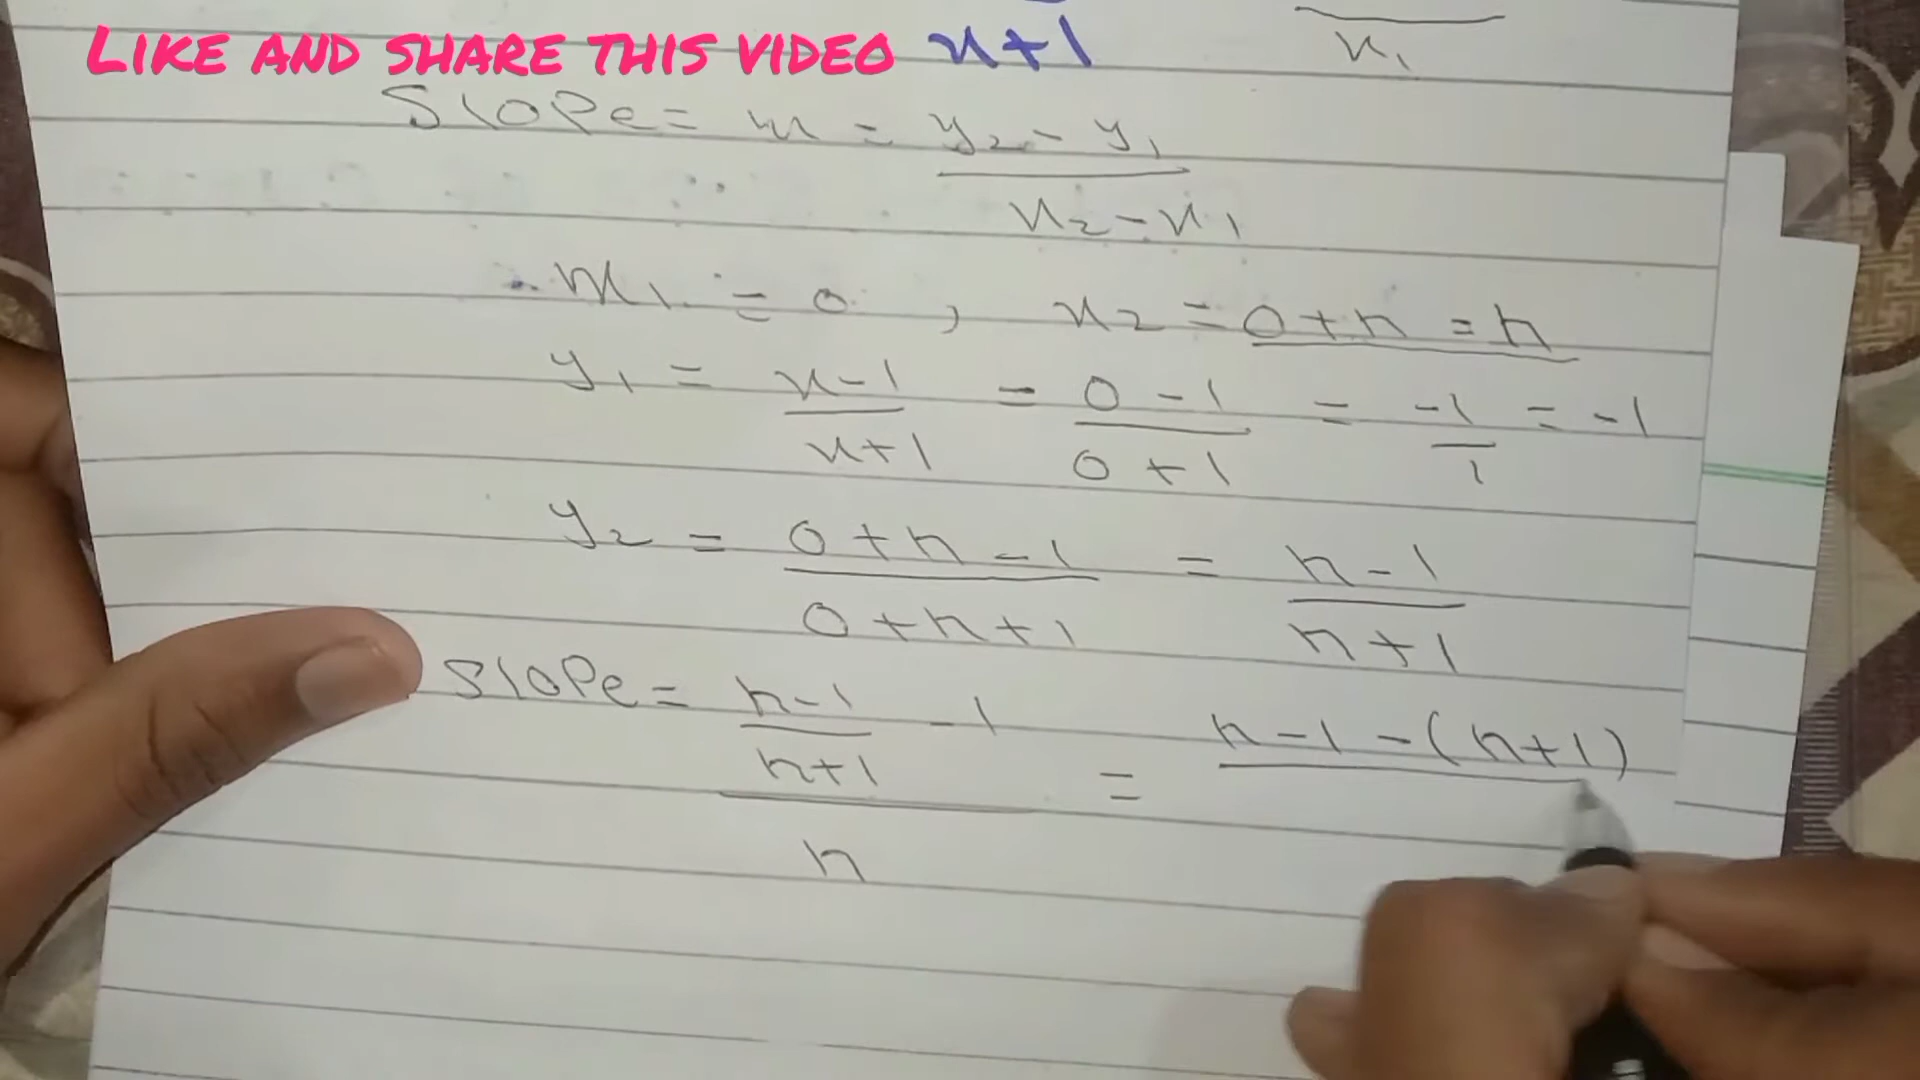 LIKE AND SHARE THIS VIDEO x+1
x₁
Slope = m = y₂ - y₁
x₂ - x₁
x₁ = 0 , x₂ = 0+h = h
y₁ = x-1 = 0-1 = -1 = -1
x+1 0+1 1
y₂ = 0+h-1 = h-1
0+h+1 h+1
Slope = h-1 -1 = h-1-(h+1)
h+1
h